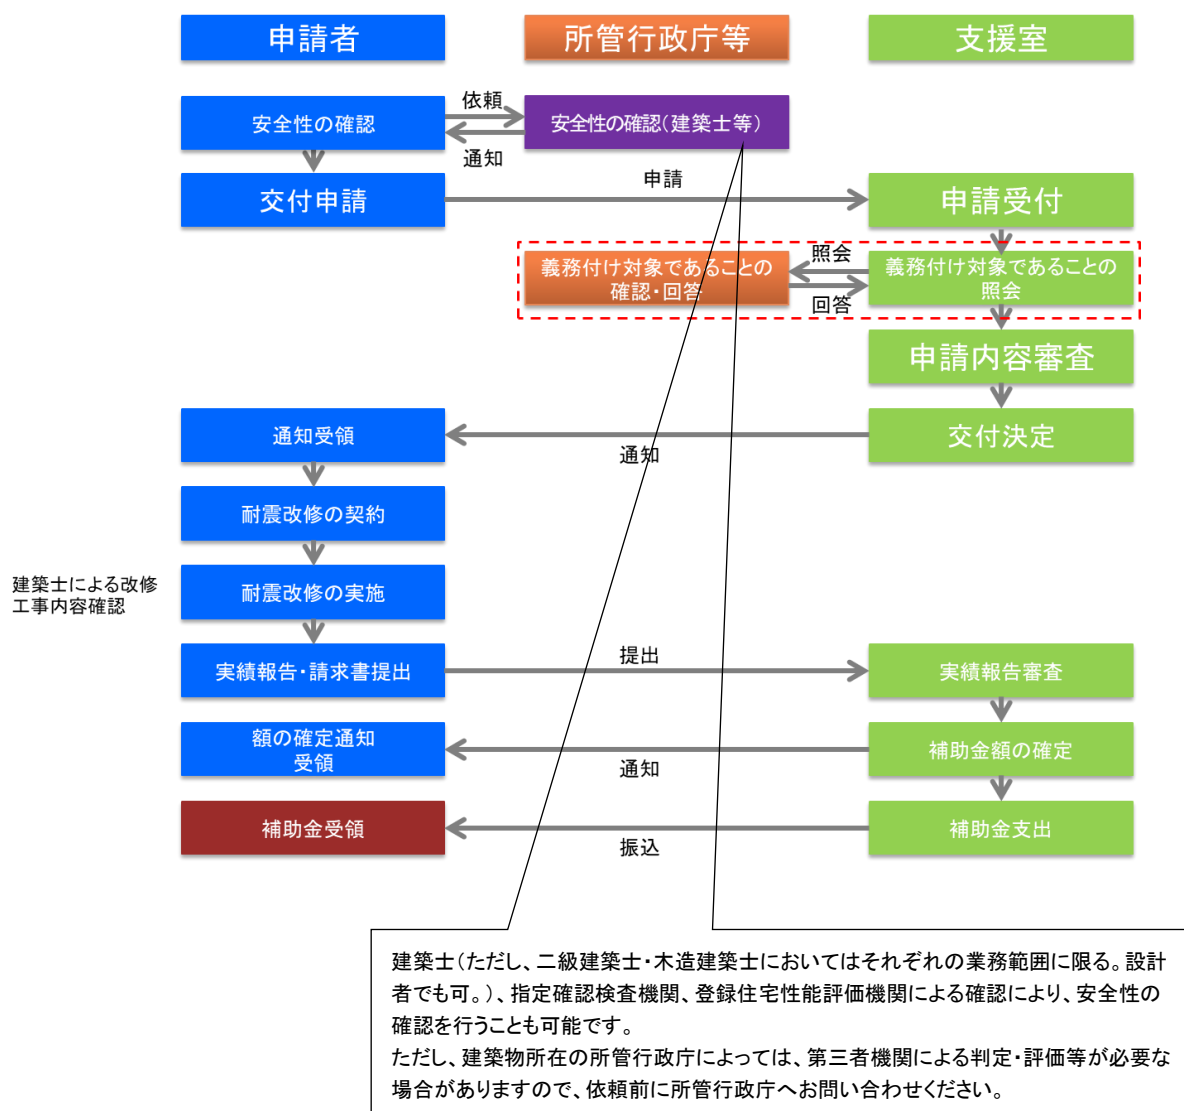 申請者
所管行政庁等
支援室
依頼
安全性の確認
安全性の確認(建築士等)
通知
交付申請
申請
申請受付
照会
義務付け対象であることの
確認・回答
義務付け対象であることの
照会
回答
申請内容審査
通知受領
交付決定
通知
耐震改修の契約
建築士による改修
工事内容確認
耐震改修の実施
実績報告・請求書提出
提出
実績報告審査
額の確定通知
受領
補助金額の確定
通知
補助金受領
補助金支出
振込
建築士(ただし、二級建築士・木造建築士においてはそれぞれの業務範囲に限る。設計
者でも可。)、指定確認検査機関、登録住宅性能評価機関による確認により、安全性の
確認を行うことも可能です。
ただし、建築物所在の所管行政庁によっては、第三者機関による判定・評価等が必要な
場合がありますので、依頼前に所管行政庁へお問い合わせください。